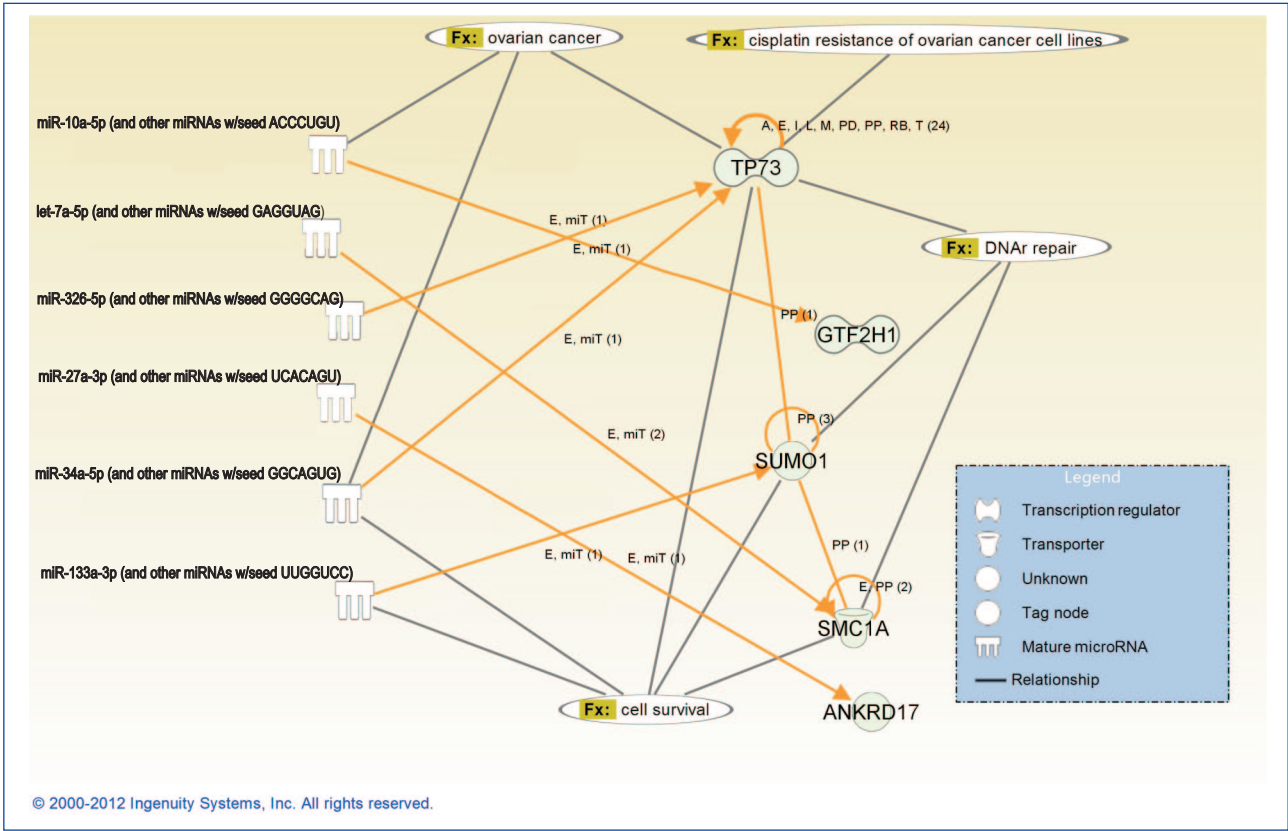 Fx: ovarian cancer
Fx: cisplatin resistance of ovarian cancer cell lines
miR-10a-5p (and other miRNAs w/seed ACCCUGU)
A, E, I, L, M, PD, PP, RB, T (24)
TP73
let-7a-5p (and other miRNAs w/seed GAGGUAG)
E, miT (1)
E, miT (1)
Fx: DNAr repair
miR-326-5p (and other miRNAs w/seed GGGGCAG)
PP (1)
GTF2H1
E, miT (1)
miR-27a-3p (and other miRNAs w/seed UCACAGU)
PP (3)
E, miT (2)
SUMO1
miR-34a-5p (and other miRNAs w/seed GGCAGUG)
PP (1)
E, miT (1)
E, miT (1)
miR-133a-3p (and other miRNAs w/seed UUGGUCC)
E, PP (2)
SMC1A
Fx: cell survival
ANKRD17
Legend
Transcription regulator
Transporter
Unknown
Tag node
Mature microRNA
Relationship
© 2000-2012 Ingenuity Systems, Inc. All rights reserved.